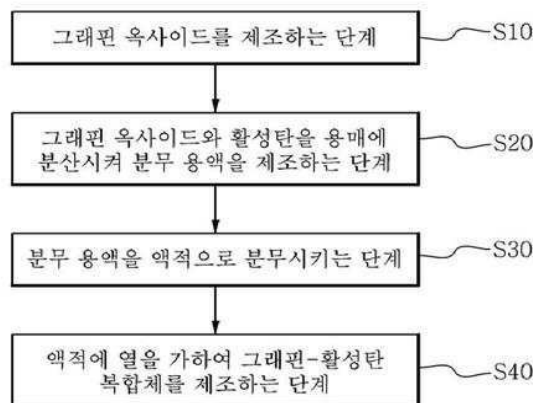 그래핀 옥사이드를 제조하는 단계
S10
그래핀 옥사이드와 활성탄을 용매에
분산시켜 분무 용액을 제조하는 단계
S20
분무 용액을 액적으로 분무시키는 단계
S30
액적에 열을 가하여 그래핀-활성탄
복합체를 제조하는 단계
S40